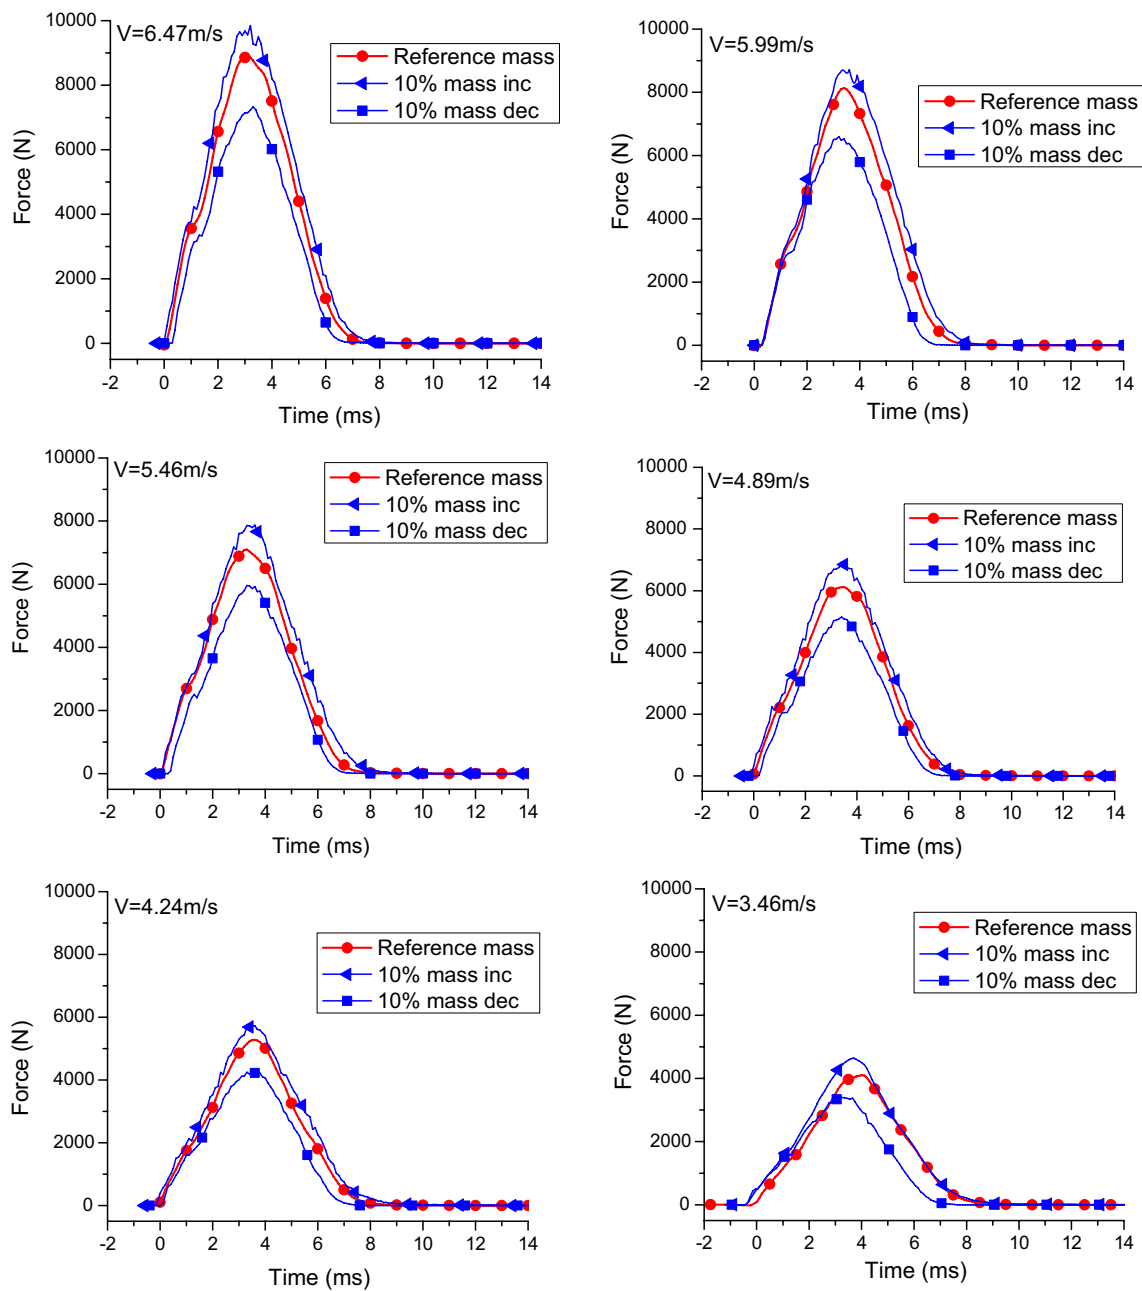 V=6.47m/s
Reference mass
10% mass inc
10% mass dec
Force (N)
10000
8000
6000
4000
2000
0
-2 0 2 4 6 8 10 12 14
Time (ms)
V=5.99m/s
Reference mass
10% mass inc
10% mass dec
Force (N)
10000
8000
6000
4000
2000
0
-2 0 2 4 6 8 10 12 14
Time (ms)
V=5.46m/s
Reference mass
10% mass inc
10% mass dec
Force (N)
10000
8000
6000
4000
2000
0
-2 0 2 4 6 8 10 12 14
Time (ms)
V=4.89m/s
Reference mass
10% mass inc
10% mass dec
Force (N)
10000
8000
6000
4000
2000
0
-2 0 2 4 6 8 10 12 14
Time (ms)
V=4.24m/s
Reference mass
10% mass inc
10% mass dec
Force (N)
10000
8000
6000
4000
2000
0
-2 0 2 4 6 8 10 12 14
Time (ms)
V=3.46m/s
Reference mass
10% mass inc
10% mass dec
Force (N)
10000
8000
6000
4000
2000
0
-2 0 2 4 6 8 10 12 14
Time (ms)